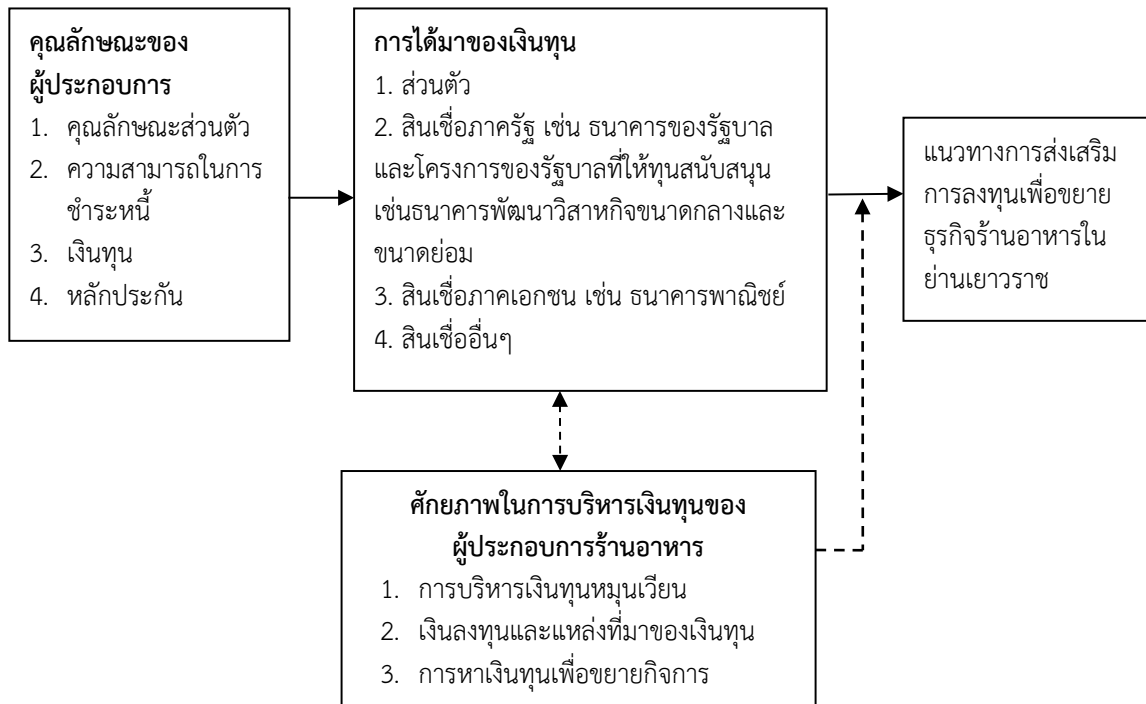 คุณลักษณะของ
ผู้ประกอบการ
1. คุณลักษณะส่วนตัว
2. ความสามารถในการ
ชำระหนี้
3. เงินทุน
4. หลักประกัน
การได้มาของเงินทุน
1. ส่วนตัว
2. สินเชื่อภาครัฐ เช่น ธนาคารของรัฐบาล
และโครงการของรัฐบาลที่ให้ทุนสนับสนุน
เช่นธนาคารพัฒนาวิสาหกิจขนาดกลางและ
ขนาดย่อม
3. สินเชื่อภาคเอกชน เช่น ธนาคารพาณิชย์
4. สินเชื่ออื่นๆ
แนวทางการส่งเสริม
การลงทุนเพื่อขยาย
ธุรกิจร้านอาหารใน
ย่านเยาวราช
ศักยภาพในการบริหารเงินทุนของ
ผู้ประกอบการร้านอาหาร
1. การบริหารเงินทุนหมุนเวียน
2. เงินลงทุนและแหล่งที่มาของเงินทุน
3. การหาเงินทุนเพื่อขยายกิจการ